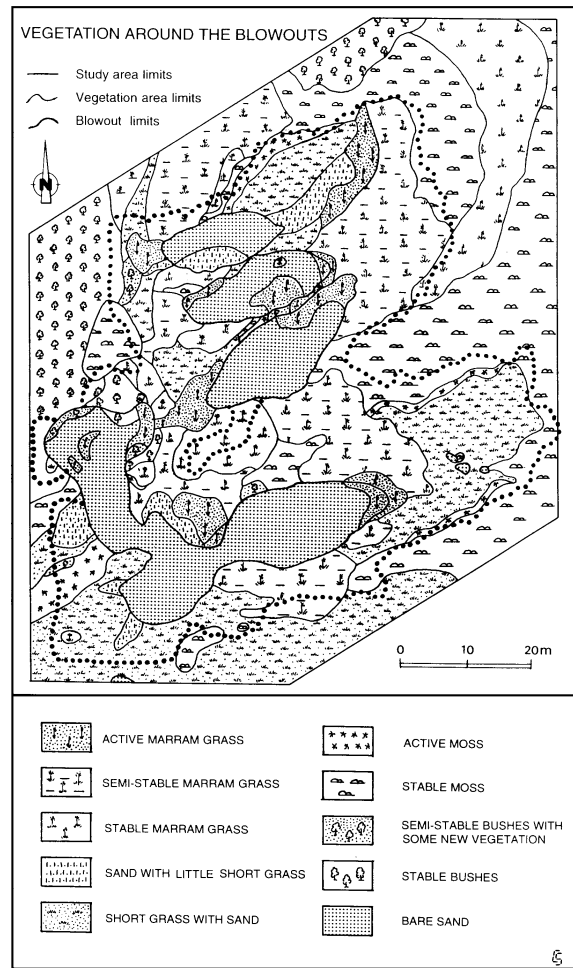 VEGETATION AROUND THE BLOWOUTS
Study area limits
Vegetation area limits
Blowout limits
N
0 10 20m
ACTIVE MARRAM GRASS
SEMI-STABLE MARRAM GRASS
STABLE MARRAM GRASS
SAND WITH LITTLE SHORT GRASS
SHORT GRASS WITH SAND
ACTIVE MOSS
STABLE MOSS
SEMI-STABLE BUSHES WITH
SOME NEW VEGETATION
STABLE BUSHES
BARE SAND